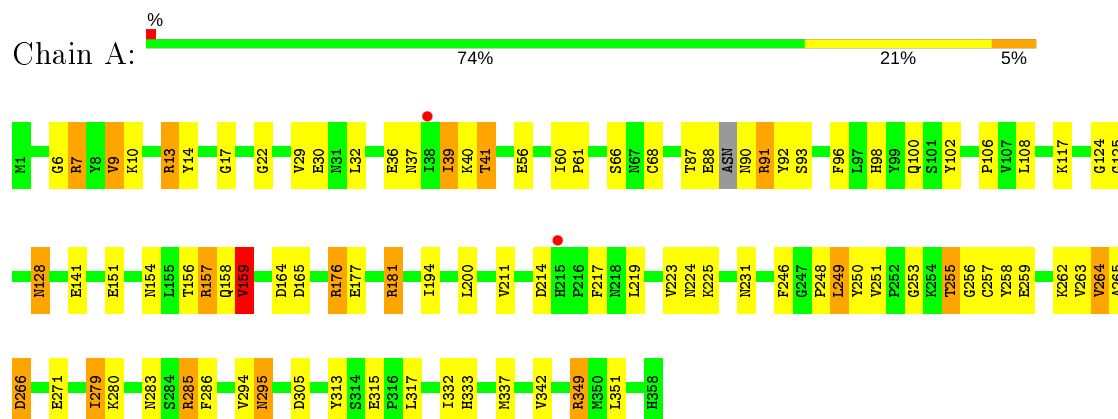 %
Chain A:
74% 21% 5%
M1 G6 R7 Y8 V9 K10 R13 Y14 G17 G22 V29 E30 N31 L32 E36 N37 I38 I39 K40 T41 E56 I60 P61 S66 N67 C68 T87 E88 ASN N90 R91 Y92 S93 F96 L97 H98 Y99 Q100 S101 Y102 P106 V107 L108 K117 G124
N128 E141 E151 N154 L155 T156 R157 Q158 V159 D164 D165 R176 E177 R181 I194 L200 V211 D214 H215 P216 F217 N218 L219 V223 N224 K225 N231 F246 G247 P248 L249 Y250 V251 P252 G253 K254 T255 G256 C257 Y258 E259 K262 V263 V264 A265
D266 E271 I279 K280 N283 S284 R285 F286 V294 N295 D305 Y313 S314 E315 P316 L317 I332 H333 M337 V342 R349 M350 L351 H358